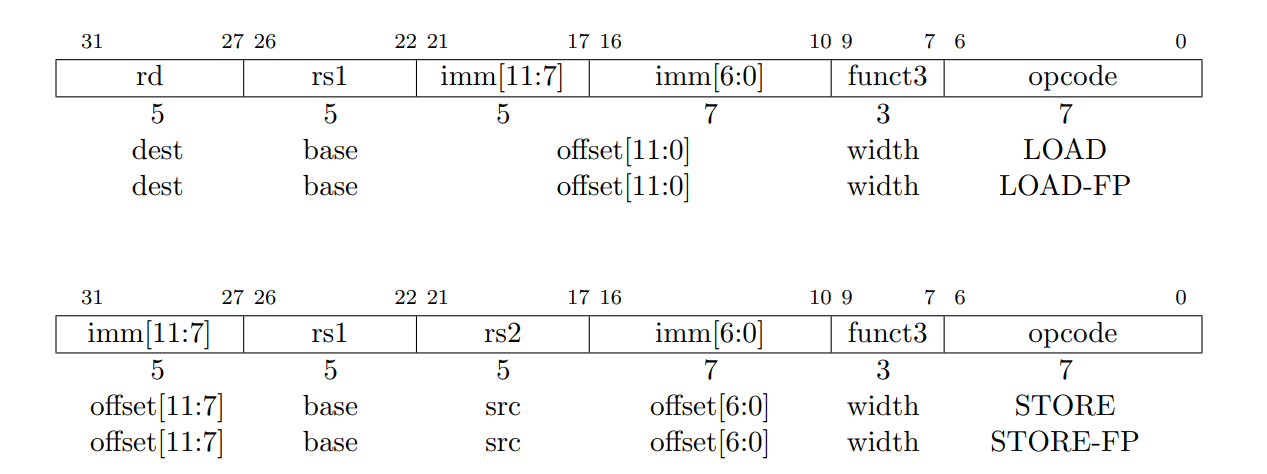 31 27 26 22 21 17 16 10 9 7 6 0
rd rs1 imm[11:7] imm[6:0] funct3 opcode
5 5 5 7 3 7
dest base offset[11:0] width LOAD
dest base offset[11:0] width LOAD-FP
31 27 26 22 21 17 16 10 9 7 6 0
imm[11:7] rs1 rs2 imm[6:0] funct3 opcode
5 5 5 7 3 7
offset[11:7] base src offset[6:0] width STORE
offset[11:7] base src offset[6:0] width STORE-FP